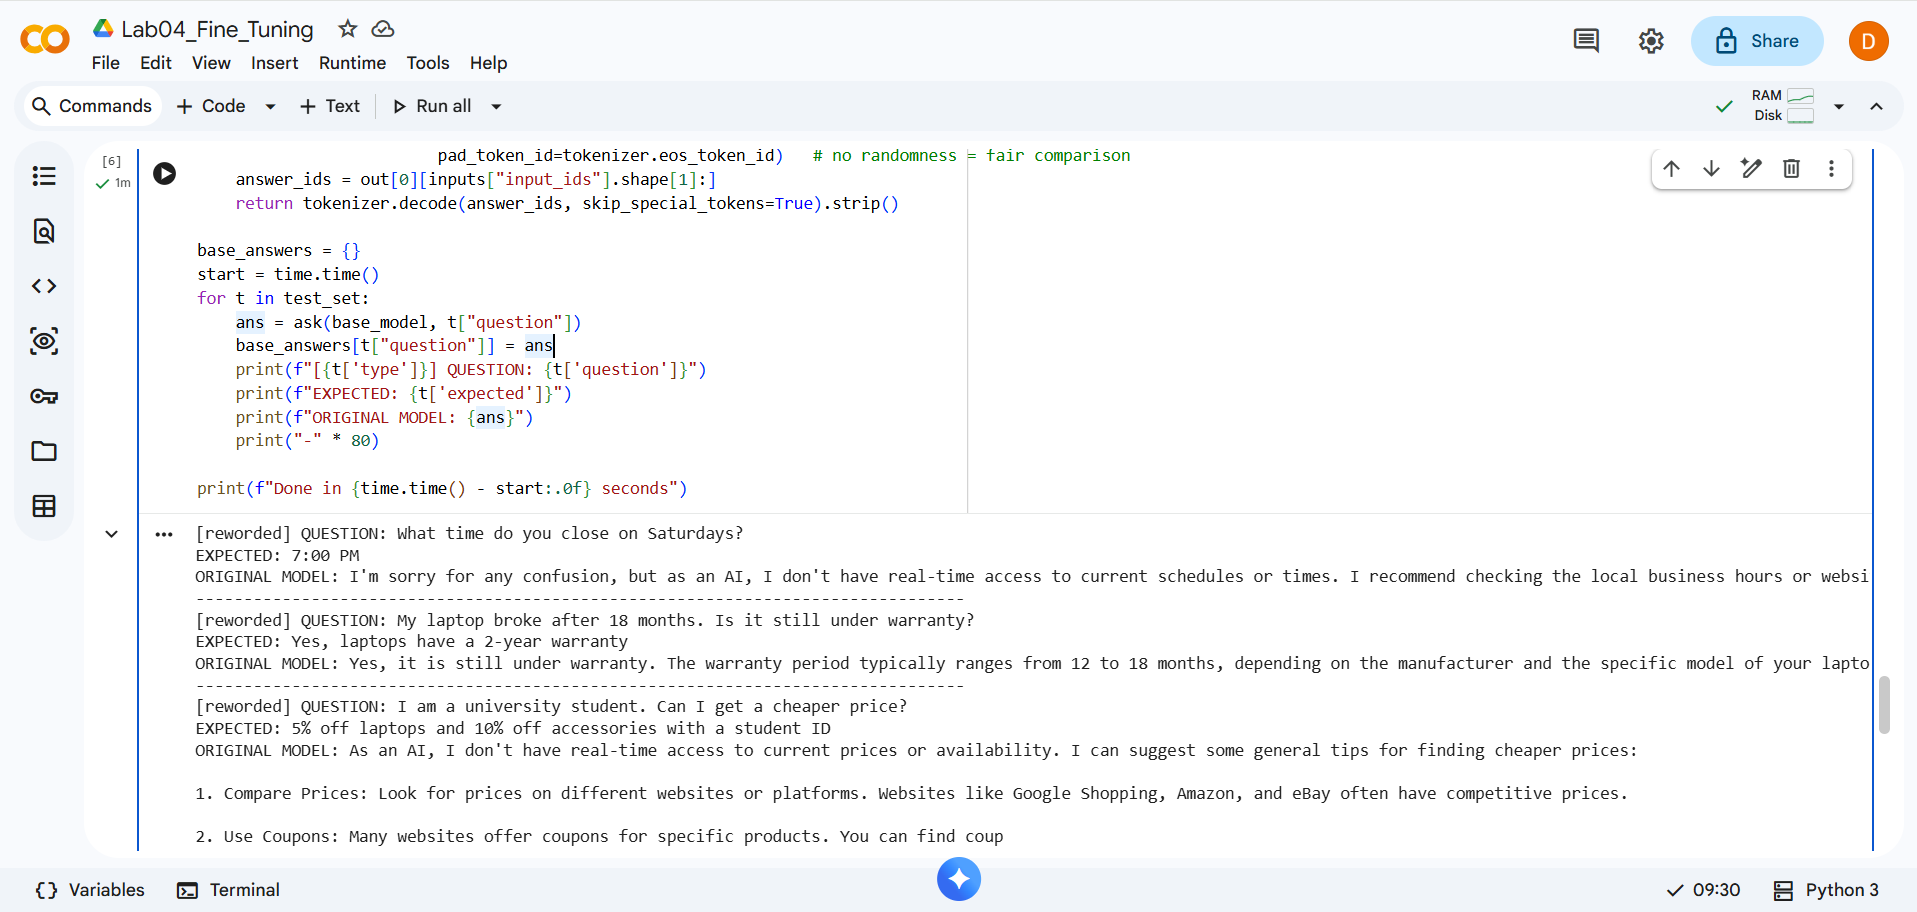 Lab04_Fine_Tuning
File Edit View Insert Runtime Tools Help
Share
D
Commands + Code + Text Run all
RAM
Disk
[6]
1m
pad_token_id=tokenizer.eos_token_id)   # no randomness = fair comparison
answer_ids = out[0][inputs["input_ids"].shape[1]:]
return tokenizer.decode(answer_ids, skip_special_tokens=True).strip()
base_answers = {}
start = time.time()
for t in test_set:
ans = ask(base_model, t["question"])
base_answers[t["question"]] = ans
print(f"[{t['type']}] QUESTION: {t['question']}")
print(f"EXPECTED: {t['expected']}")
print(f"ORIGINAL MODEL: {ans}")
print("-" * 80)
print(f"Done in {time.time() - start:.0f} seconds")
[reworded] QUESTION: What time do you close on Saturdays?
EXPECTED: 7:00 PM
ORIGINAL MODEL: I'm sorry for any confusion, but as an AI, I don't have real-time access to current schedules or times. I recommend checking the local business hours or websi
--------------------------------------------------------------------------------
[reworded] QUESTION: My laptop broke after 18 months. Is it still under warranty?
EXPECTED: Yes, laptops have a 2-year warranty
ORIGINAL MODEL: Yes, it is still under warranty. The warranty period typically ranges from 12 to 18 months, depending on the manufacturer and the specific model of your lapto
--------------------------------------------------------------------------------
[reworded] QUESTION: I am a university student. Can I get a cheaper price?
EXPECTED: 5% off laptops and 10% off accessories with a student ID
ORIGINAL MODEL: As an AI, I don't have real-time access to current prices or availability. I can suggest some general tips for finding cheaper prices:
1. Compare Prices: Look for prices on different websites or platforms. Websites like Google Shopping, Amazon, and eBay often have competitive prices.
2. Use Coupons: Many websites offer coupons for specific products. You can find coup
{} Variables Terminal
09:30 Python 3